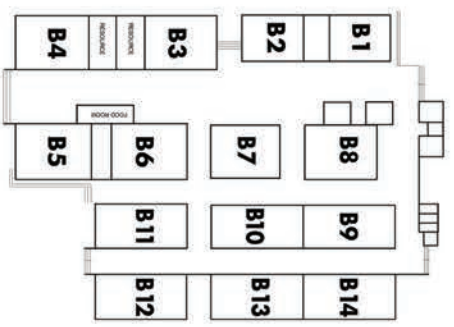 B4
RESOURCE
RESOURCE
B3
B2
B1
FOOD ROOM
B5
B6
B7
B8
B11
B10
B9
B12
B13
B14